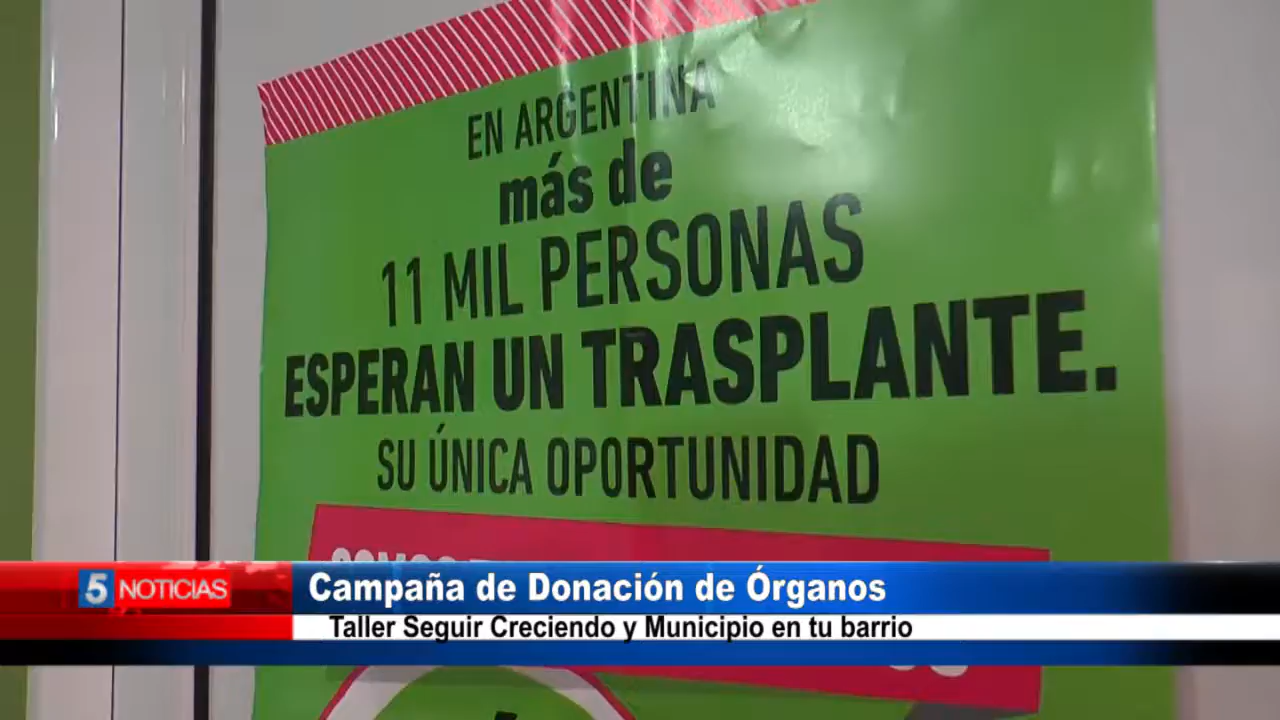 EN ARGENTINA
más de
11 MIL PERSONAS
ESPERAN UN TRASPLANTE.
SU ÚNICA OPORTUNIDAD
5 NOTICIAS
Campaña de Donación de Órganos
Taller Seguir Creciendo y Municipio en tu barrio